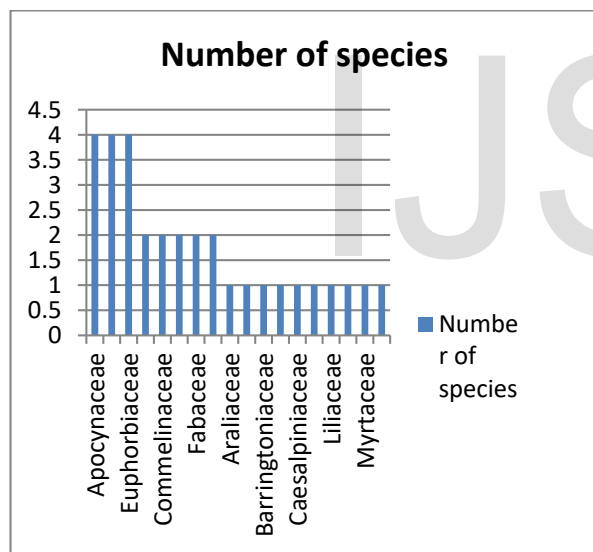 Number of species
4.5
4
3.5
3
2.5
2
1.5
1
0.5
0
Apocynaceae
Euphorbiaceae
Commelinaceae
Fabaceae
Araliaceae
Barringtoniaceae
Caesalpiniaceae
Liliaceae
Myrtaceae
Numbe
r of
species
IJS